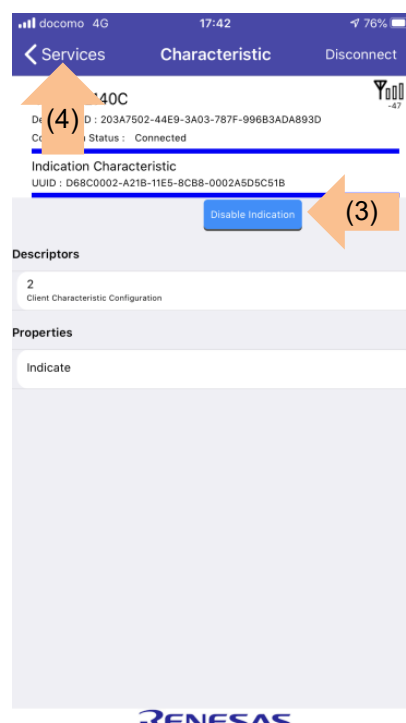 docomo 4G 17:42 76%
Services Characteristic Disconnect
40C
-47
D : 203A7502-44E9-3A03-787F-996B3ADA893D
Status : Connected
(4)
Indication Characteristic
UUID : D68C0002-A21B-11E5-8CB8-0002A5D5C51B
Disable Indication
(3)
Descriptors
2
Client Characteristic Configuration
Properties
Indicate
RENESAS